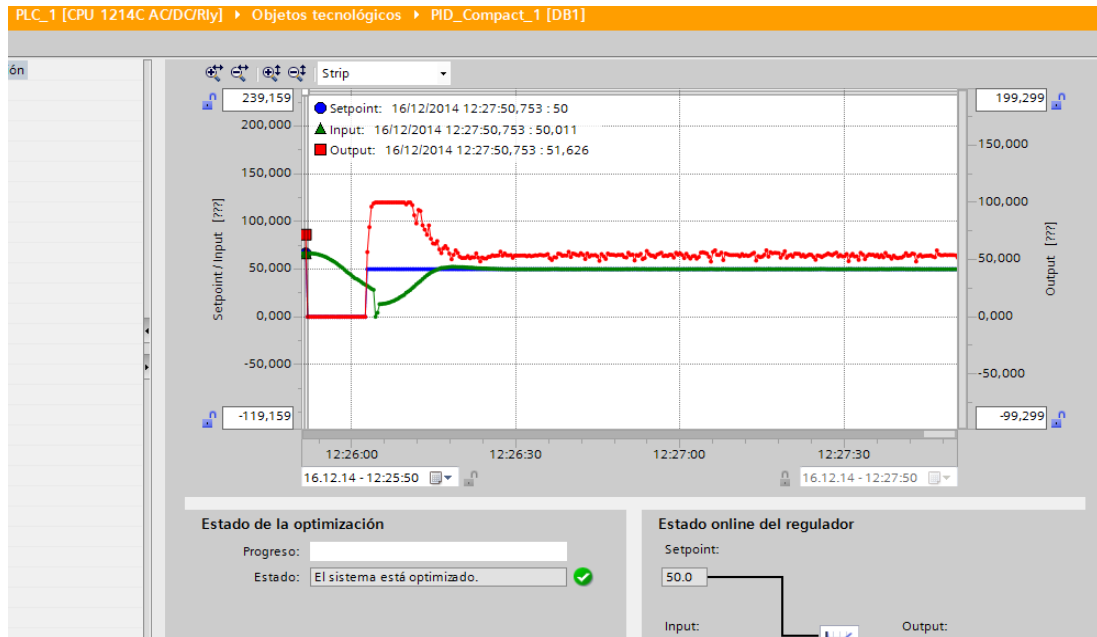 PLC_1 [CPU 1214C AC/DC/Rly] ▸ Objetos tecnológicos ▸ PID_Compact_1 [DB1]
ón
Strip
239,159
200,000
150,000
100,000
50,000
0,000
-50,000
-119,159
Setpoint / Input [???]
Setpoint: 16/12/2014 12:27:50,753 : 50
Input: 16/12/2014 12:27:50,753 : 50,011
Output: 16/12/2014 12:27:50,753 : 51,626
199,299
150,000
100,000
50,000
0,000
-50,000
-99,299
Output [???]
12:26:00 12:26:30 12:27:00 12:27:30
16.12.14 - 12:25:50 16.12.14 - 12:27:50
Estado de la optimización
Progreso:
Estado: El sistema está optimizado.
Estado online del regulador
Setpoint:
50.0
Input: Output: